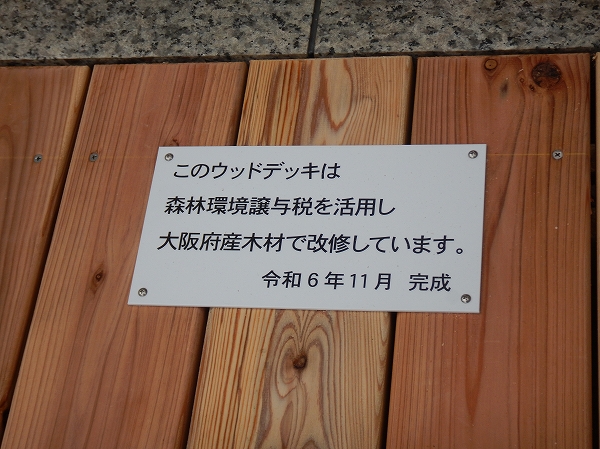 このウッドデッキは
森林環境譲与税を活用し
大阪府産木材で改修しています。
令和6年11月 完成